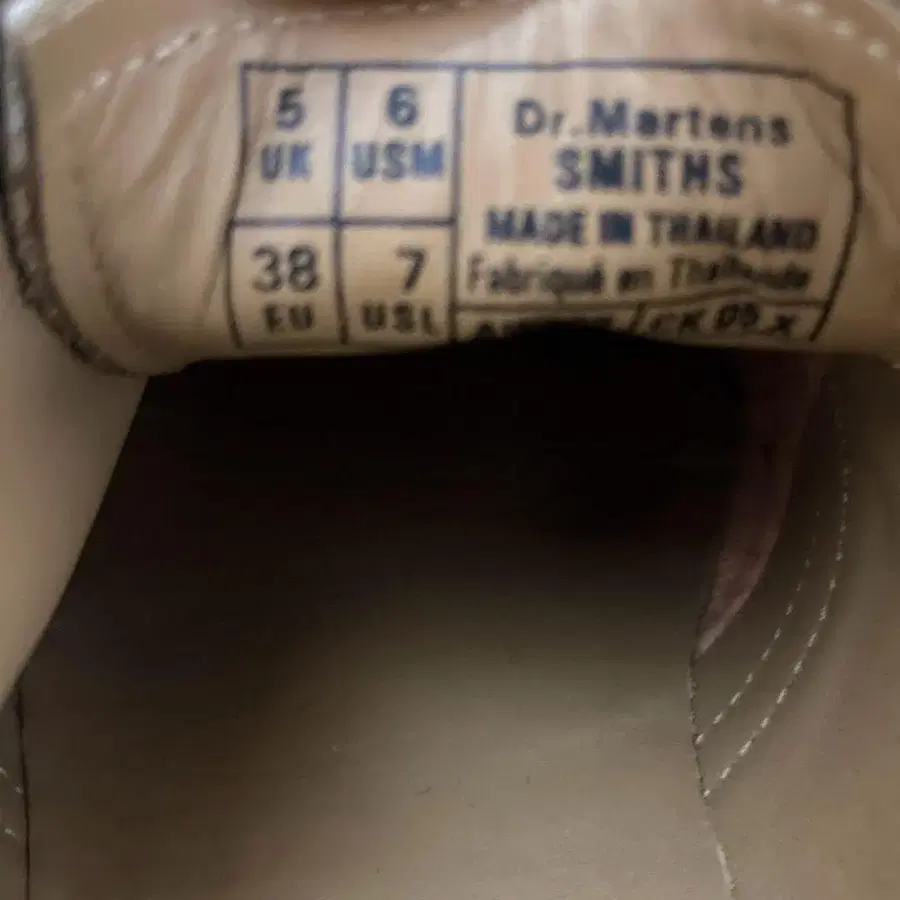 5 6
UK USM
38 7
EU USL
Dr.Martens
SMITHS
MADE IN THAILAND
Fabriqué en Thaïlande